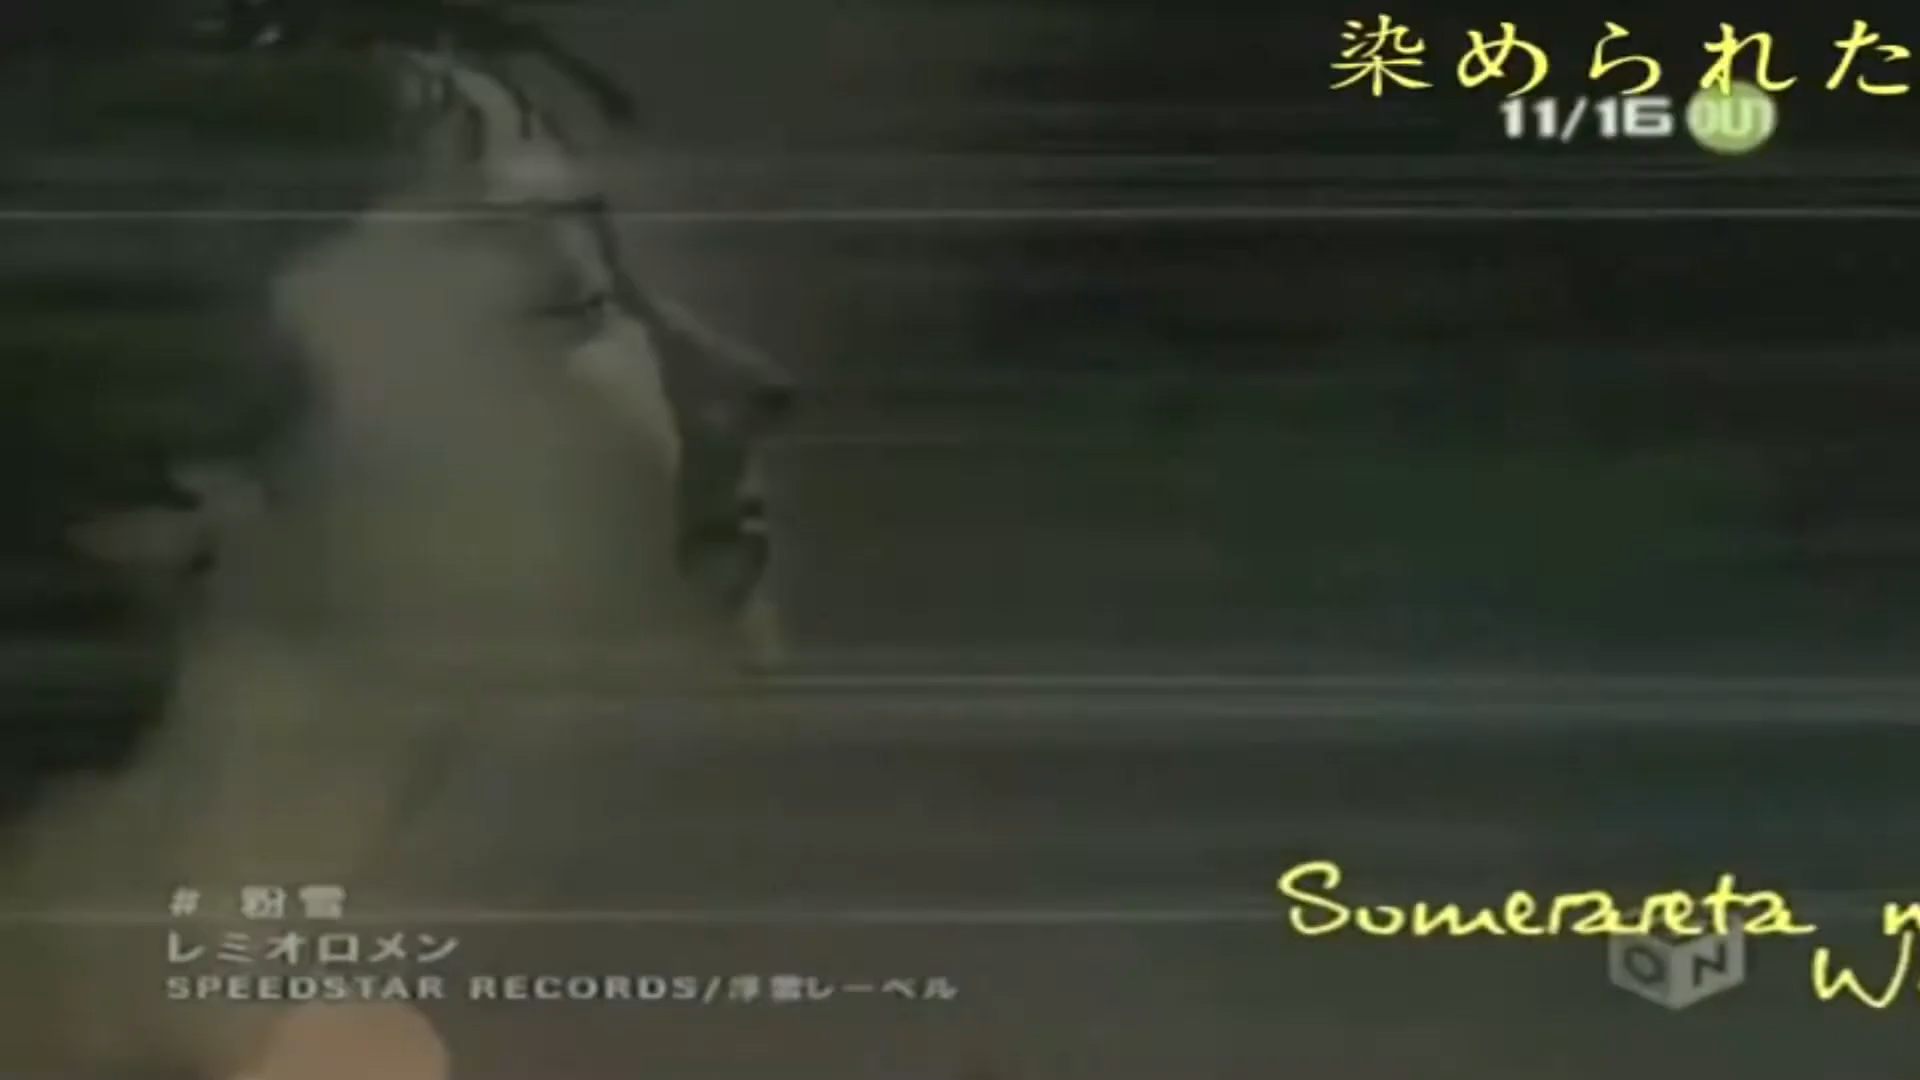 染められた
11/16 OUT
# 粉雪
レミオロメン
SPEEDSTAR RECORDS/浮雲レーベル
Somerareta
ON